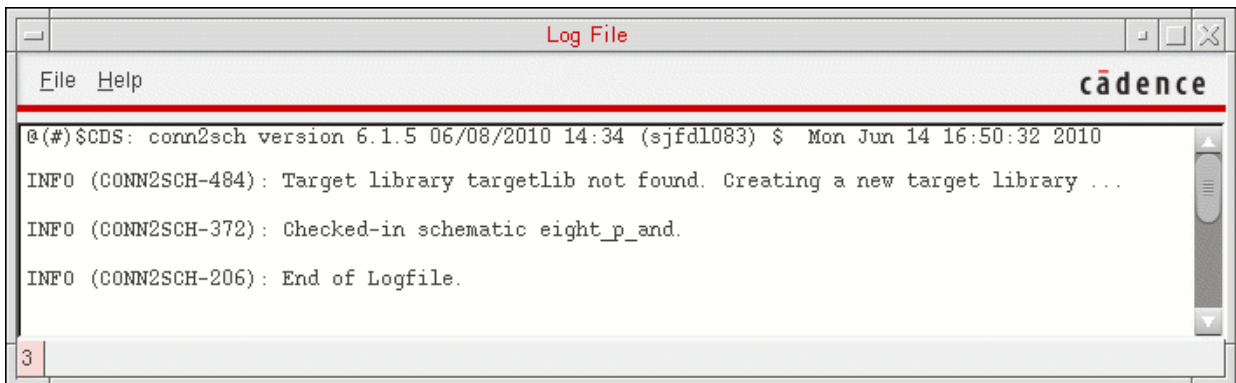 Log File
File Help
cādence
@(#)$CDS: conn2sch version 6.1.5 06/08/2010 14:34 (sjfdl083) $  Mon Jun 14 16:50:32 2010
INFO (CONN2SCH-484): Target library targetlib not found. Creating a new target library ...
INFO (CONN2SCH-372): Checked-in schematic eight_p_and.
INFO (CONN2SCH-206): End of Logfile.
3